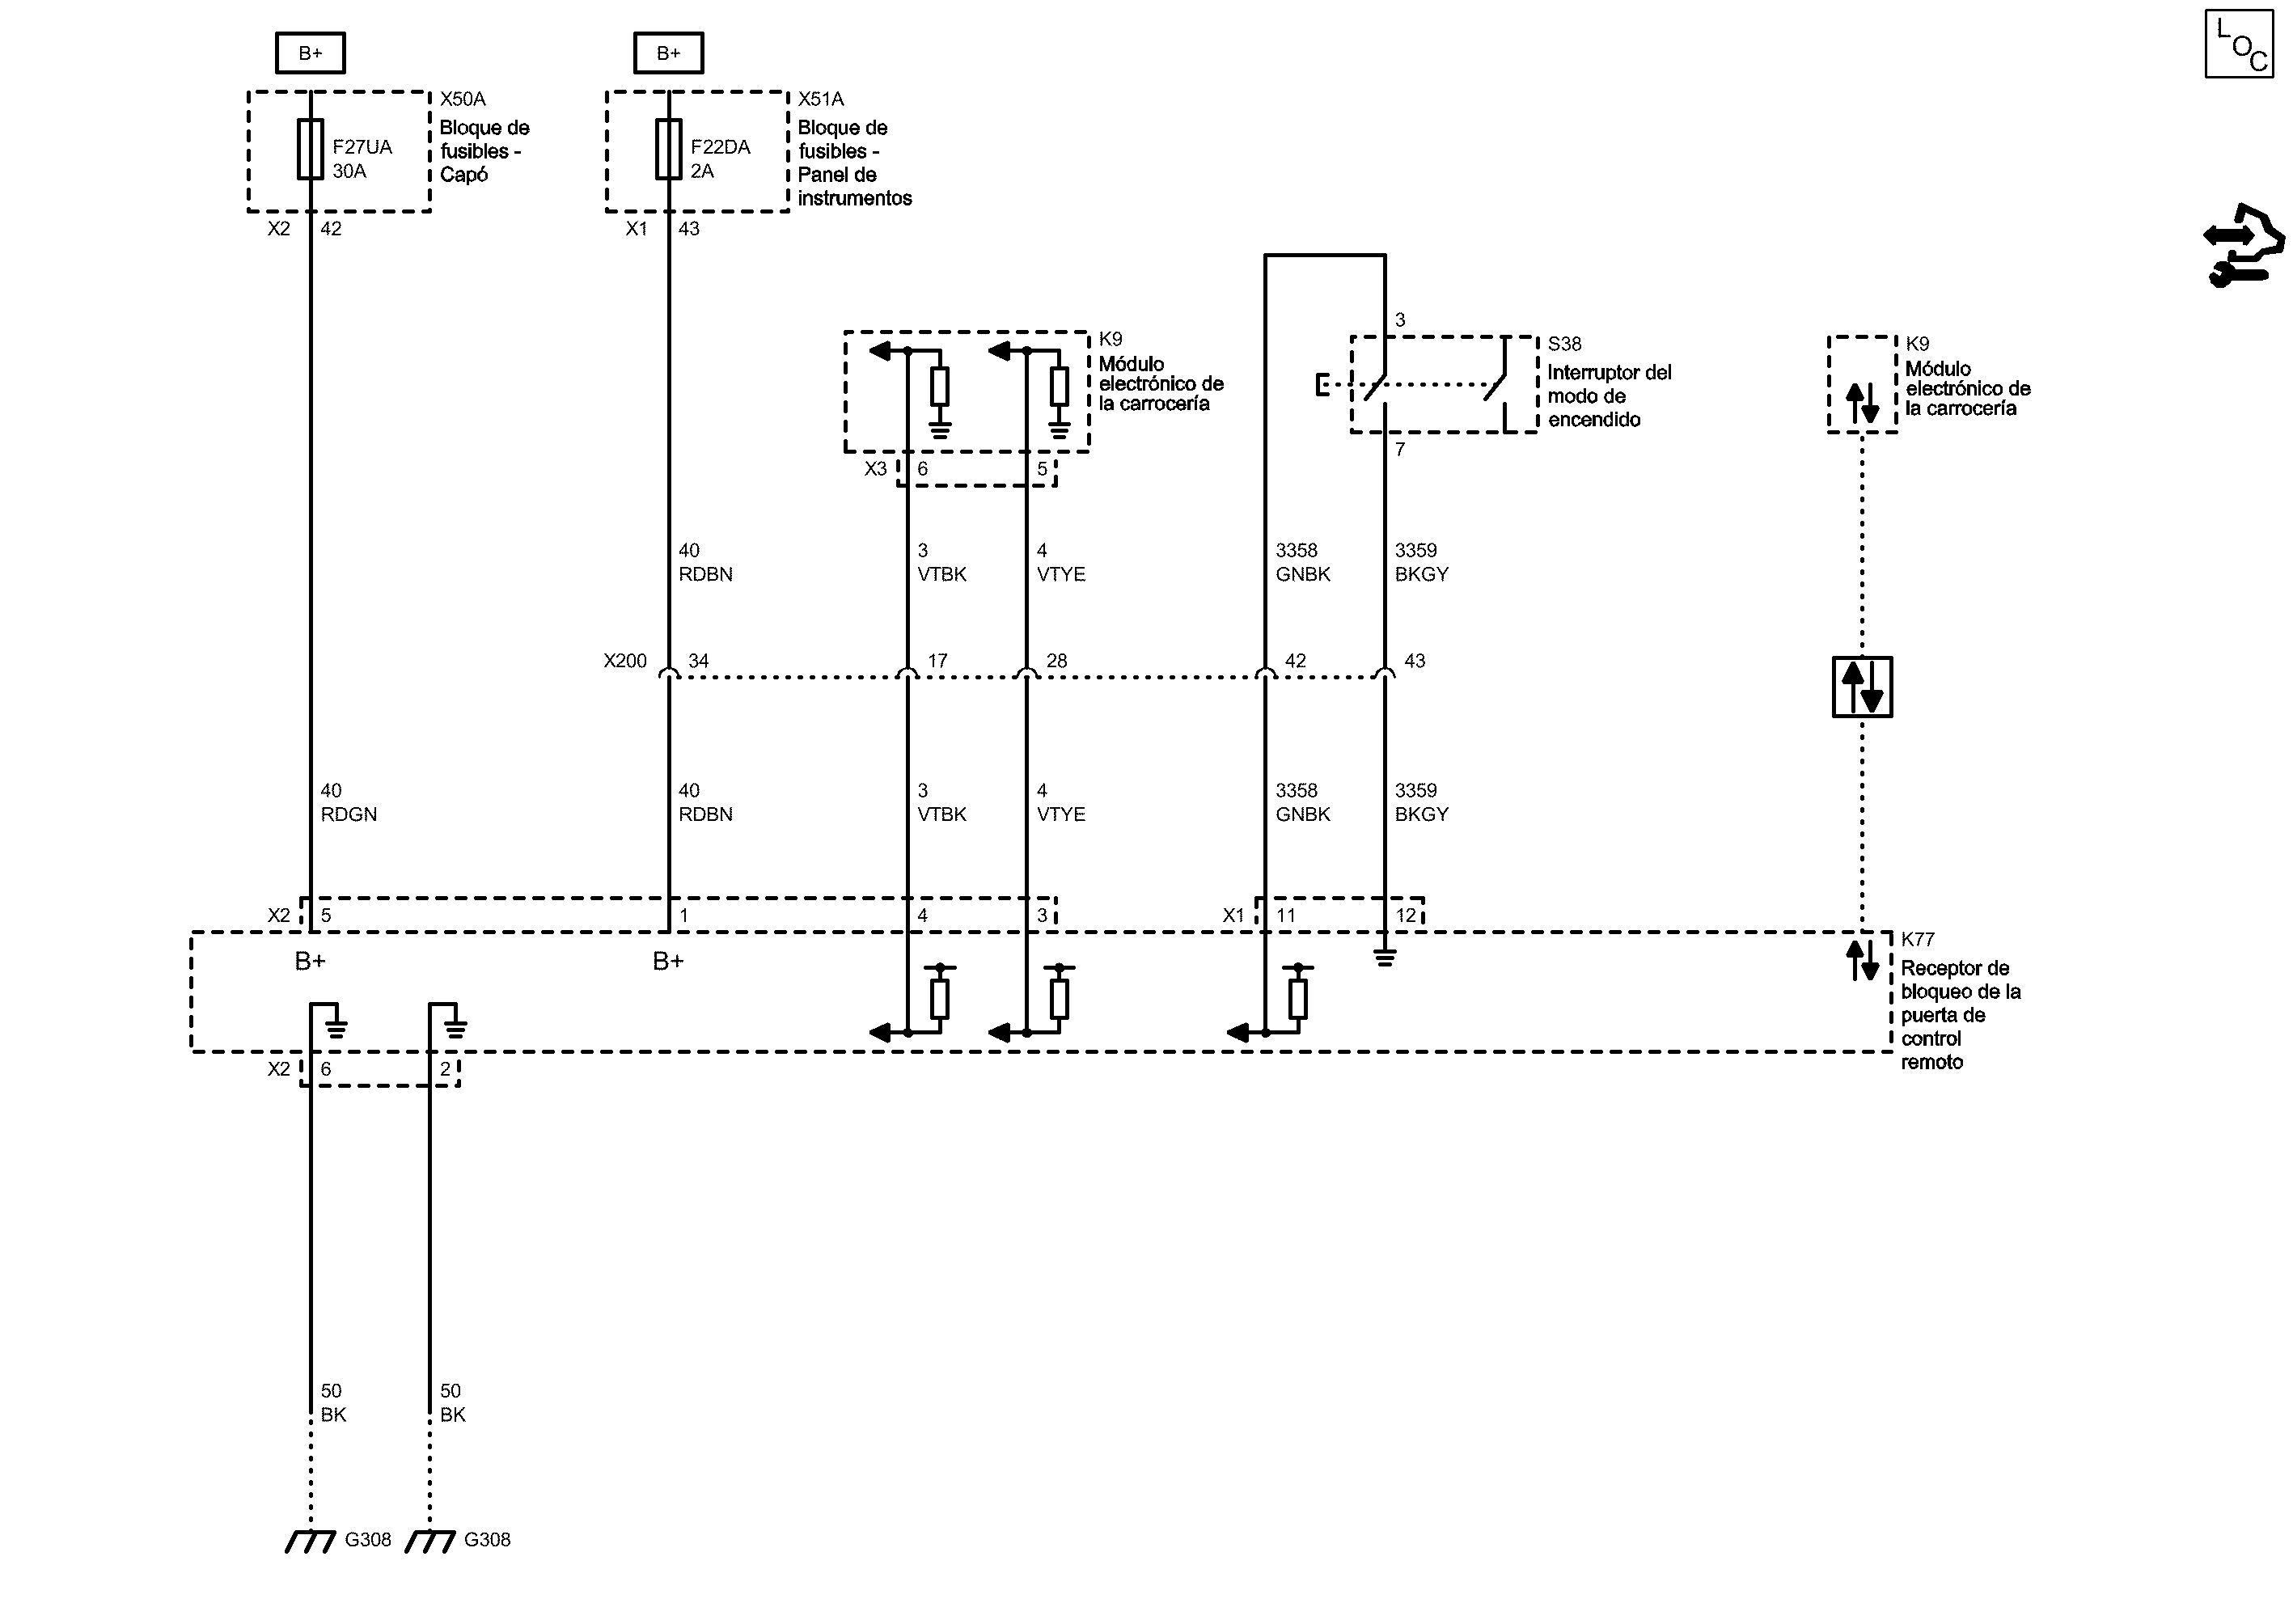 L
O
C
B+
B+
X50A
Bloque de
fusibles -
Capó
F27UA
30A
X2 42
X51A
Bloque de
fusibles -
Panel de
instrumentos
F22DA
2A
X1 43
K9
Módulo
electrónico de
la carrocería
X3 6 5
3
S38
Interruptor del
modo de
encendido
7
K9
Módulo
electrónico de
la carrocería
40
RDBN
3
VTBK
4
VTYE
3358
GNBK
3359
BKGY
X200 34 17 28 42 43
40
RDGN
40
RDBN
3
VTBK
4
VTYE
3358
GNBK
3359
BKGY
X2 5 1 4 3 X1 11 12
B+ B+
K77
Receptor de
bloqueo de la
puerta de
control
remoto
X2 6 2
50
BK
50
BK
G308 G308